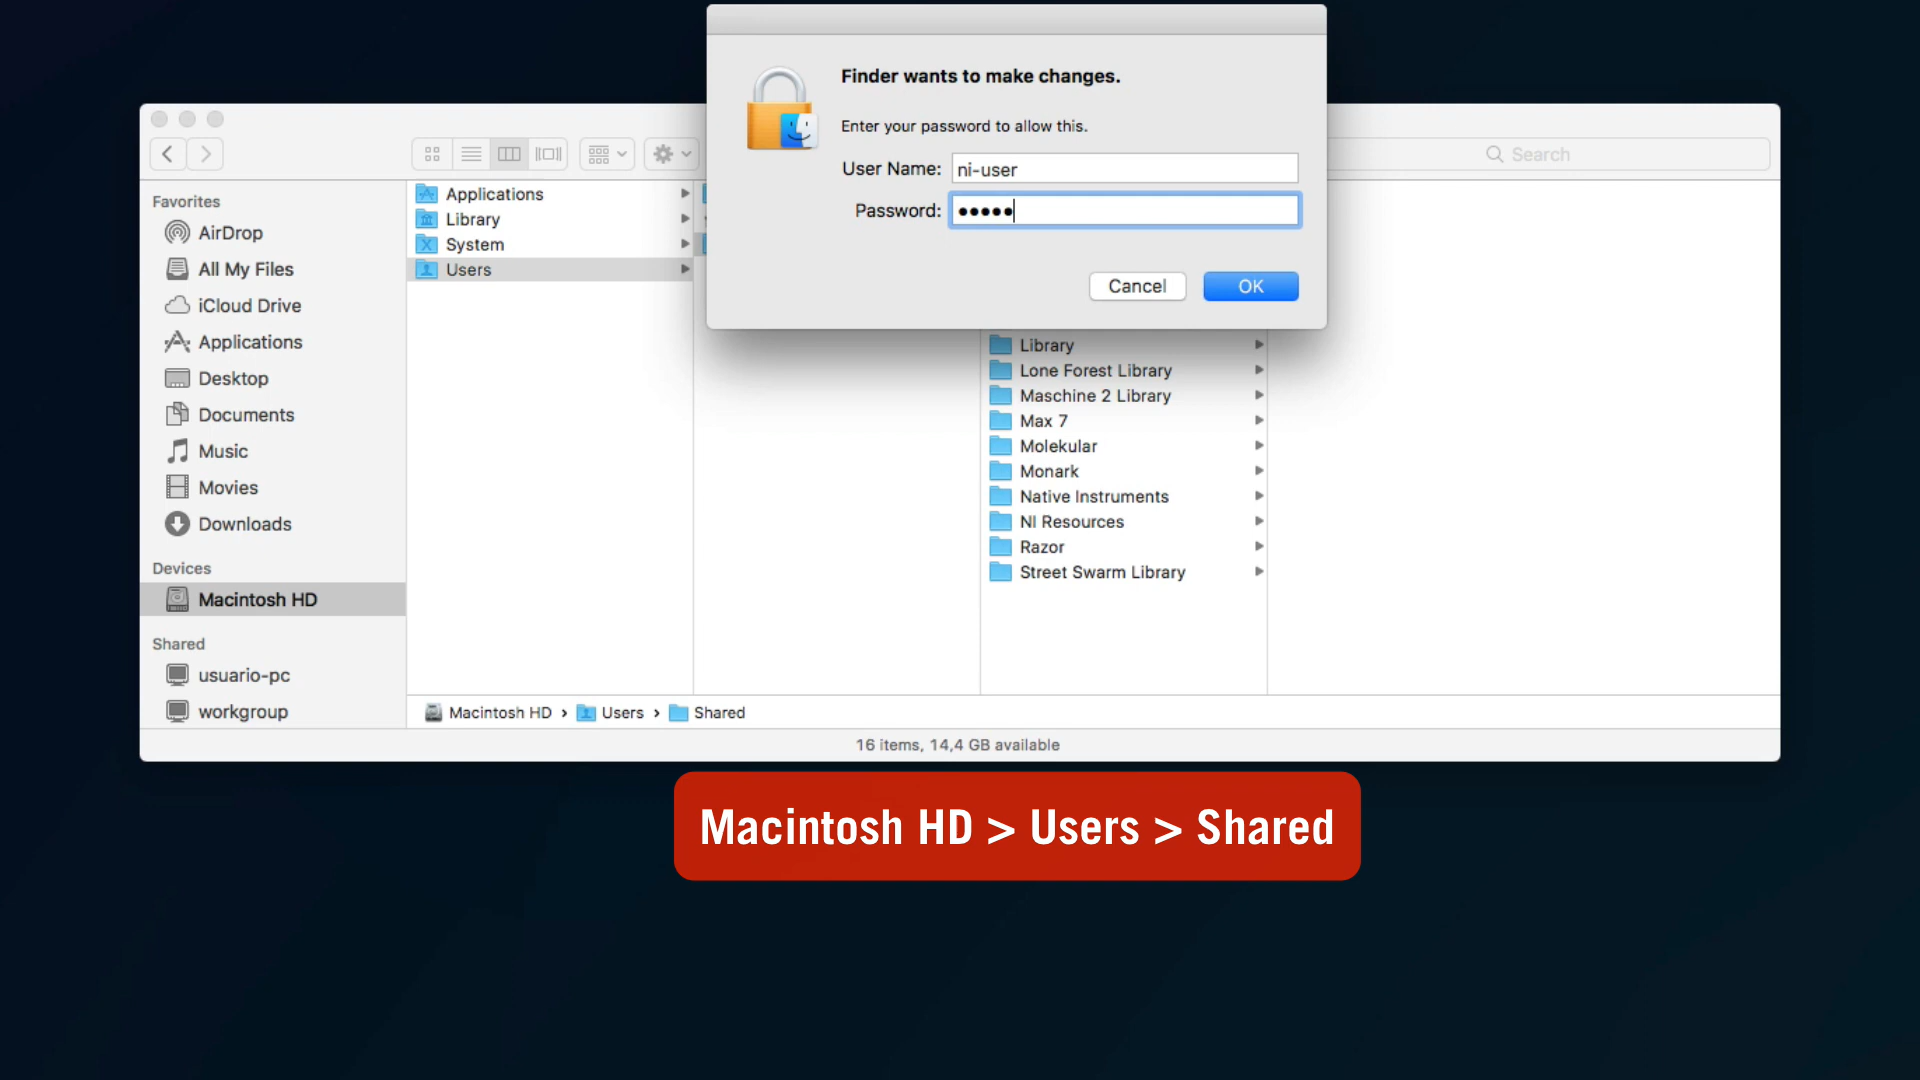 Finder wants to make changes.
Enter your password to allow this.
User Name: ni-user
Password: •••••
Cancel OK
Search
Favorites
AirDrop
All My Files
iCloud Drive
Applications
Desktop
Documents
Music
Movies
Downloads
Devices
Macintosh HD
Shared
usuario-pc
workgroup
Applications
Library
System
Users
Library
Lone Forest Library
Maschine 2 Library
Max 7
Molekular
Monark
Native Instruments
NI Resources
Razor
Street Swarm Library
Macintosh HD › Users › Shared
16 items, 14,4 GB available
Macintosh HD > Users > Shared